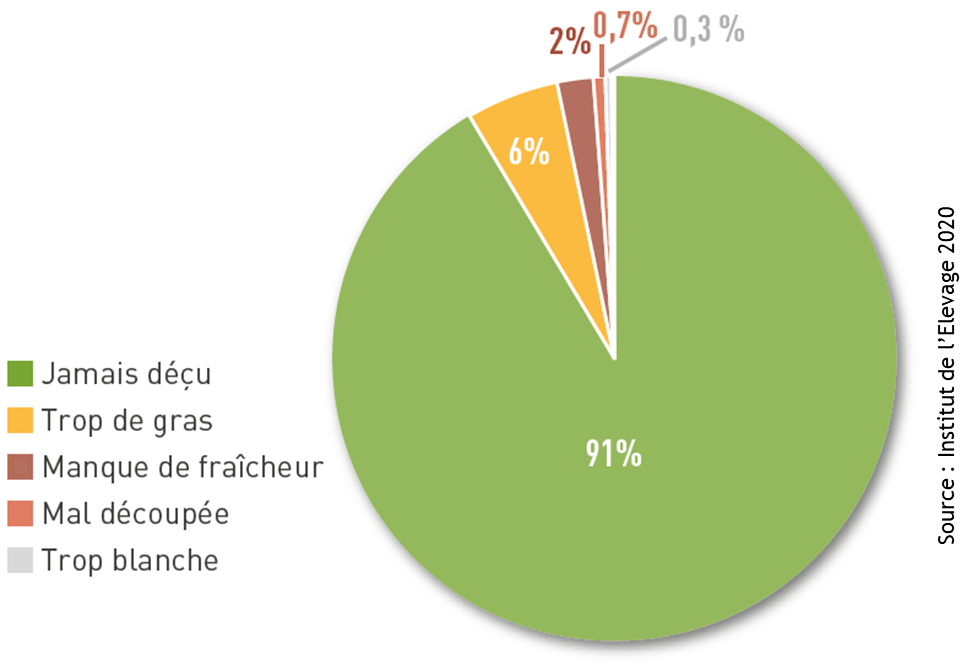 2%
0,7%
0,3 %
6%
91%
Jamais déçu
Trop de gras
Manque de fraîcheur
Mal découpée
Trop blanche
Source : Institut de l'Elevage 2020